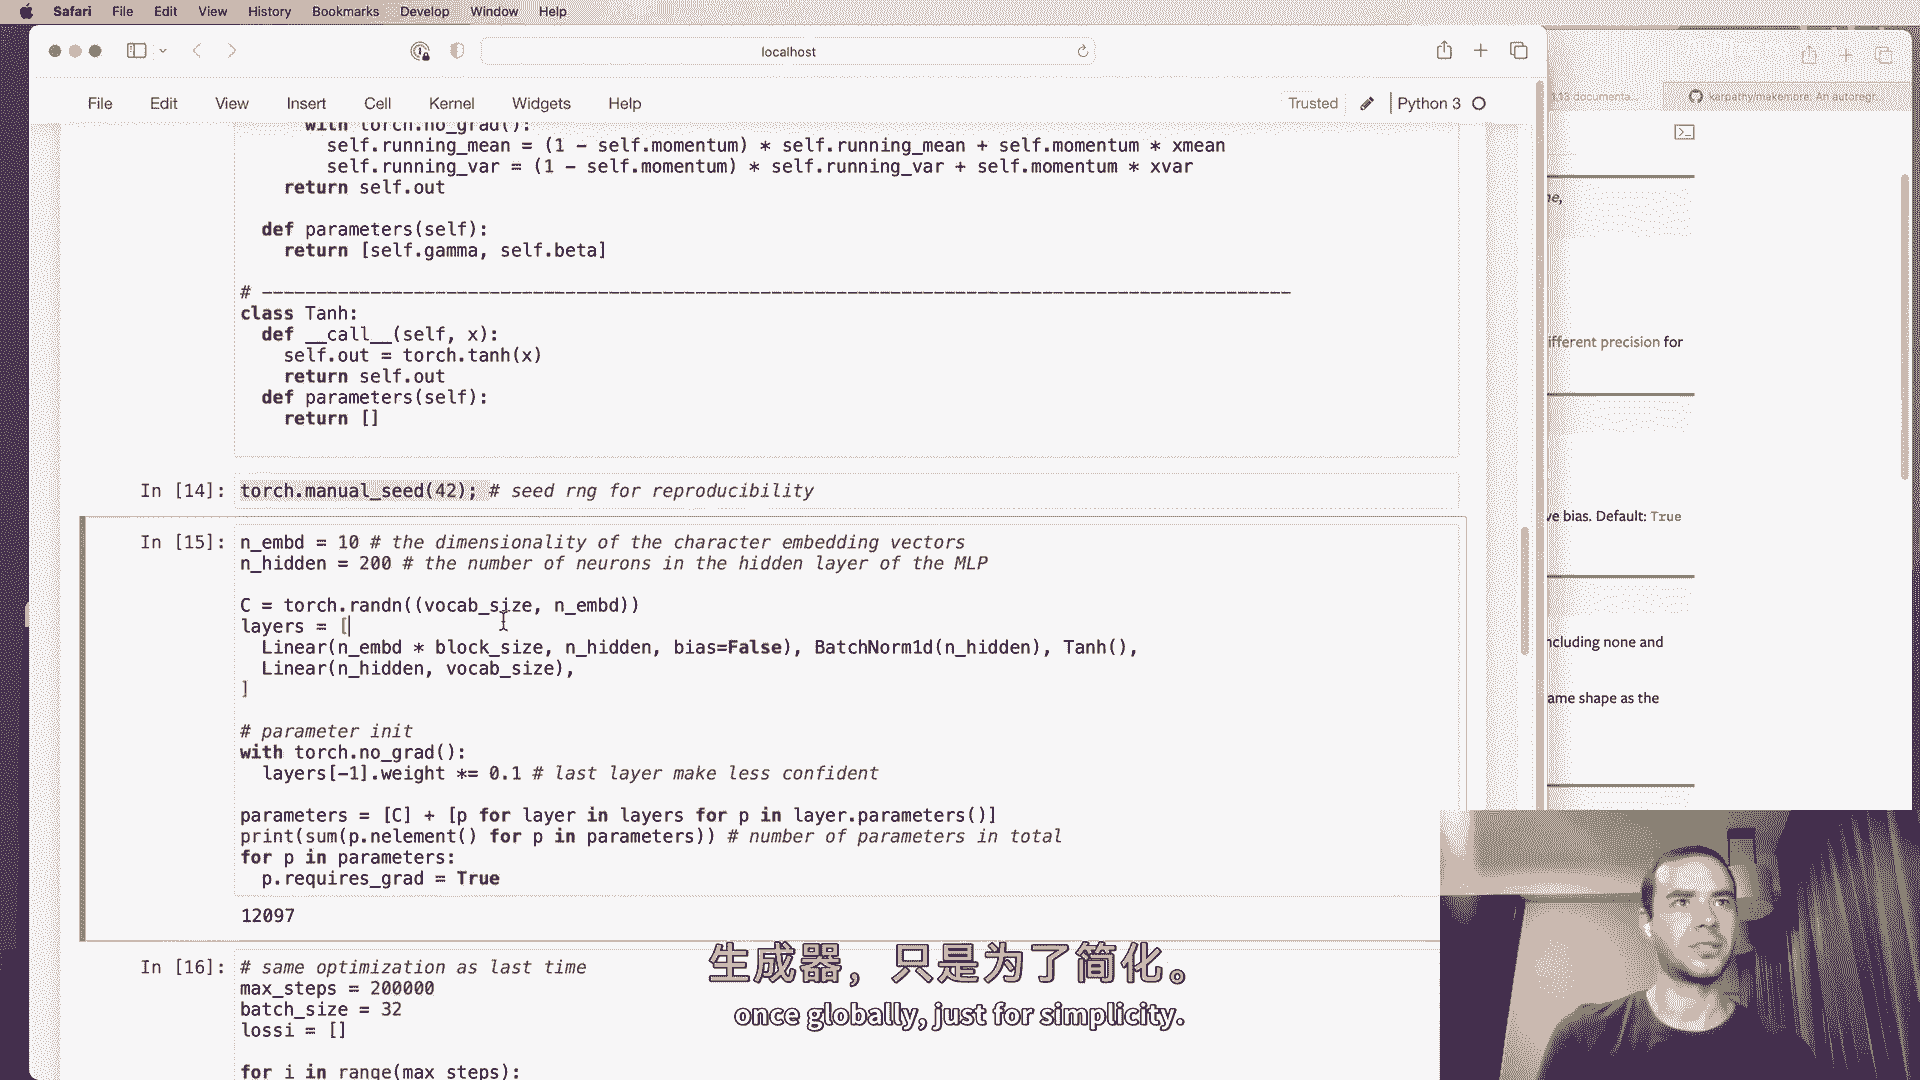 Safari File Edit View History Bookmarks Develop Window Help
localhost
File Edit View Insert Cell Kernel Widgets Help
Trusted Python 3
1.13 documenta...
karpathy/makemore: An autoregr...
with torch.no_grad():
self.running_mean = (1 - self.momentum) * self.running_mean + self.momentum * xmean
self.running_var = (1 - self.momentum) * self.running_var + self.momentum * xvar
return self.out
def parameters(self):
return [self.gamma, self.beta]
# ------------------------------------------------------------------------------------------
class Tanh:
def __call__(self, x):
self.out = torch.tanh(x)
return self.out
def parameters(self):
return []
In [14]: torch.manual_seed(42); # seed rng for reproducibility
In [15]: n_embd = 10 # the dimensionality of the character embedding vectors
n_hidden = 200 # the number of neurons in the hidden layer of the MLP
C = torch.randn((vocab_size, n_embd))
layers = [
Linear(n_embd * block_size, n_hidden, bias=False), BatchNorm1d(n_hidden), Tanh(),
Linear(n_hidden, vocab_size),
]
# parameter init
with torch.no_grad():
layers[-1].weight *= 0.1 # last layer make less confident
parameters = [C] + [p for layer in layers for p in layer.parameters()]
print(sum(p.nelement() for p in parameters)) # number of parameters in total
for p in parameters:
p.requires_grad = True
12097
In [16]: # same optimization as last time
max_steps = 200000
batch_size = 32
lossi = []
for i in range(max_steps):
ifferent precision for
ve bias. Default: True
ncluding none and
ame shape as the
生成器，只是为了简化。
once globally, just for simplicity.